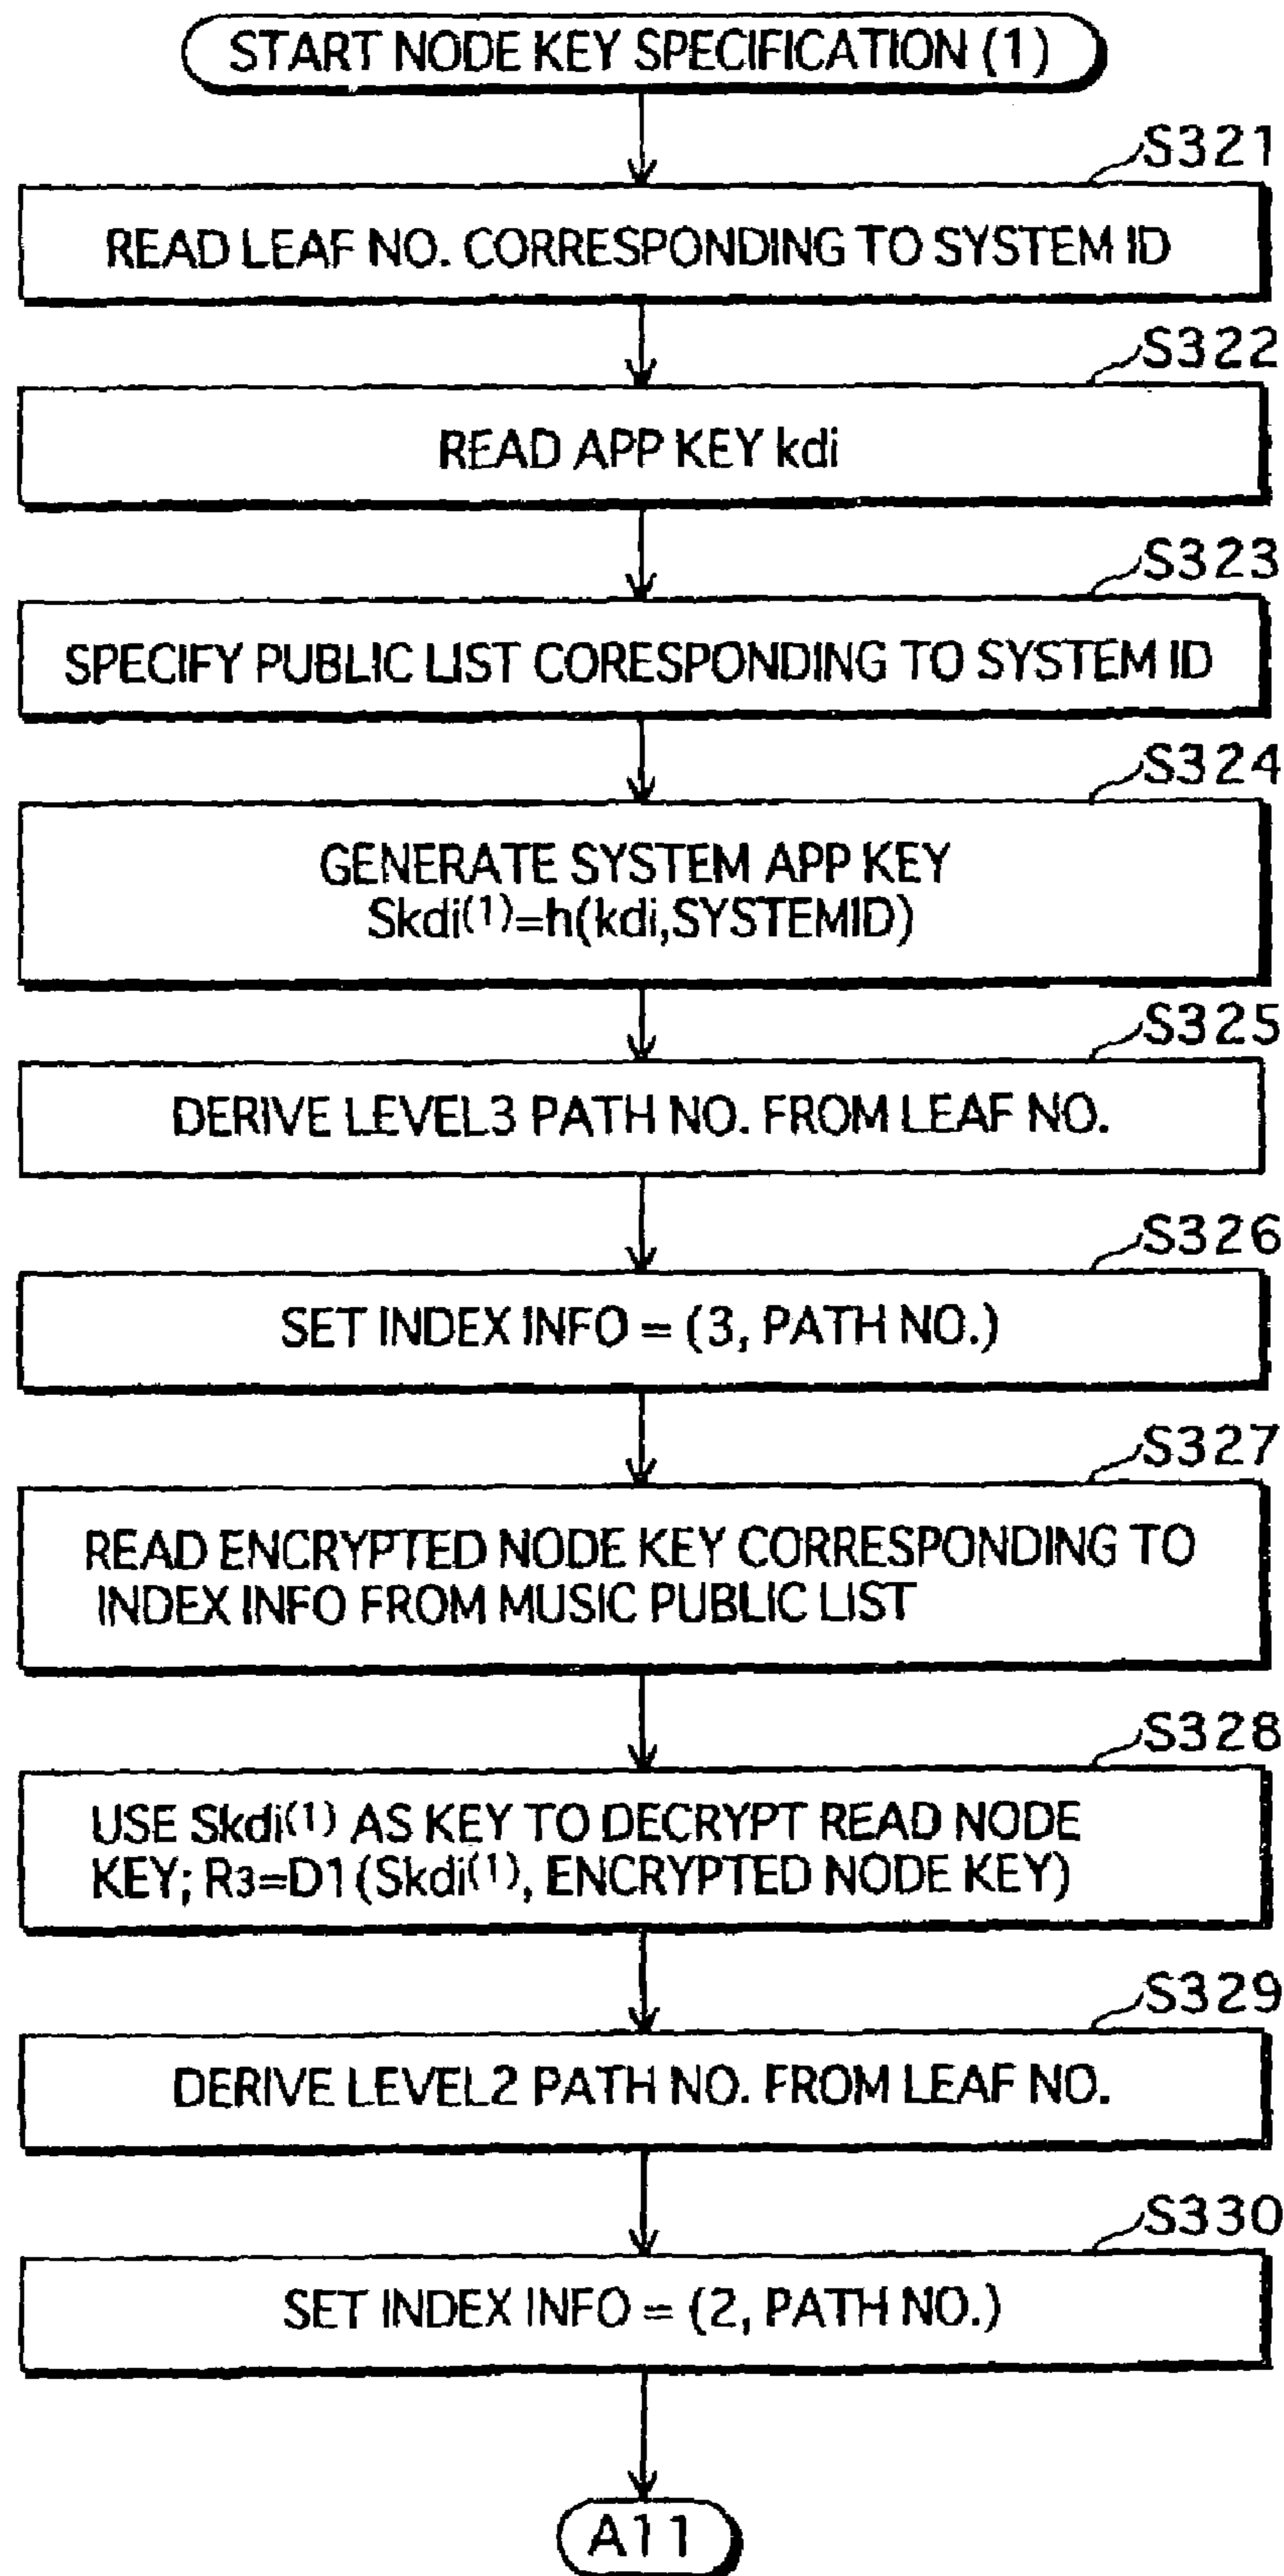 START NODE KEY SPECIFICATION (1)
S321
READ LEAF NO. CORRESPONDING TO SYSTEM ID
S322
READ APP KEY kdi
S323
SPECIFY PUBLIC LIST CORESPONDING TO SYSTEM ID
S324
GENERATE SYSTEM APP KEY
Skdi(1)=h(kdi,SYSTEMID)
S325
DERIVE LEVEL3 PATH NO. FROM LEAF NO.
S326
SET INDEX INFO = (3, PATH NO.)
S327
READ ENCRYPTED NODE KEY CORRESPONDING TO
INDEX INFO FROM MUSIC PUBLIC LIST
S328
USE Skdi(1) AS KEY TO DECRYPT READ NODE
KEY; R3=D1(Skdi(1), ENCRYPTED NODE KEY)
S329
DERIVE LEVEL2 PATH NO. FROM LEAF NO.
S330
SET INDEX INFO = (2, PATH NO.)
A11